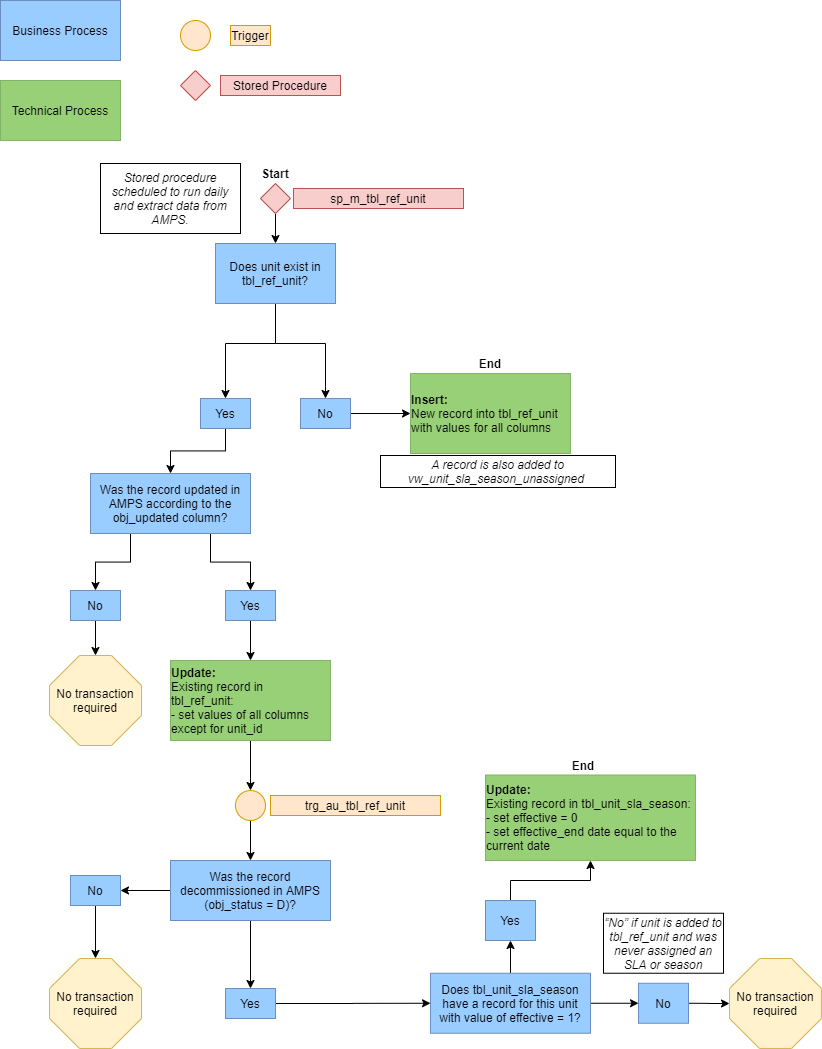 Business Process
Trigger
Stored Procedure
Technical Process
Stored procedure
scheduled to run daily
and extract data from
AMPS.
Start
sp_m_tbl_ref_unit
Does unit exist in
tbl_ref_unit?
Yes
No
End
Insert:
New record into tbl_ref_unit
with values for all columns
A record is also added to
vw_unit_sla_season_unassigned
Was the record updated in
AMPS according to the
obj_updated column?
No
Yes
No transaction
required
Update:
Existing record in
tbl_ref_unit:
- set values of all columns
except for unit_id
trg_au_tbl_ref_unit
Was the record
decommissioned in AMPS
(obj_status = D)?
No
No transaction
required
Yes
Does tbl_unit_sla_season
have a record for this unit
with value of effective = 1?
Yes
End
Update:
Existing record in tbl_unit_sla_season:
- set effective = 0
- set effective_end date equal to the
current date
"No" if unit is added to
tbl_ref_unit and was
never assigned an
SLA or season
No
No transaction
required